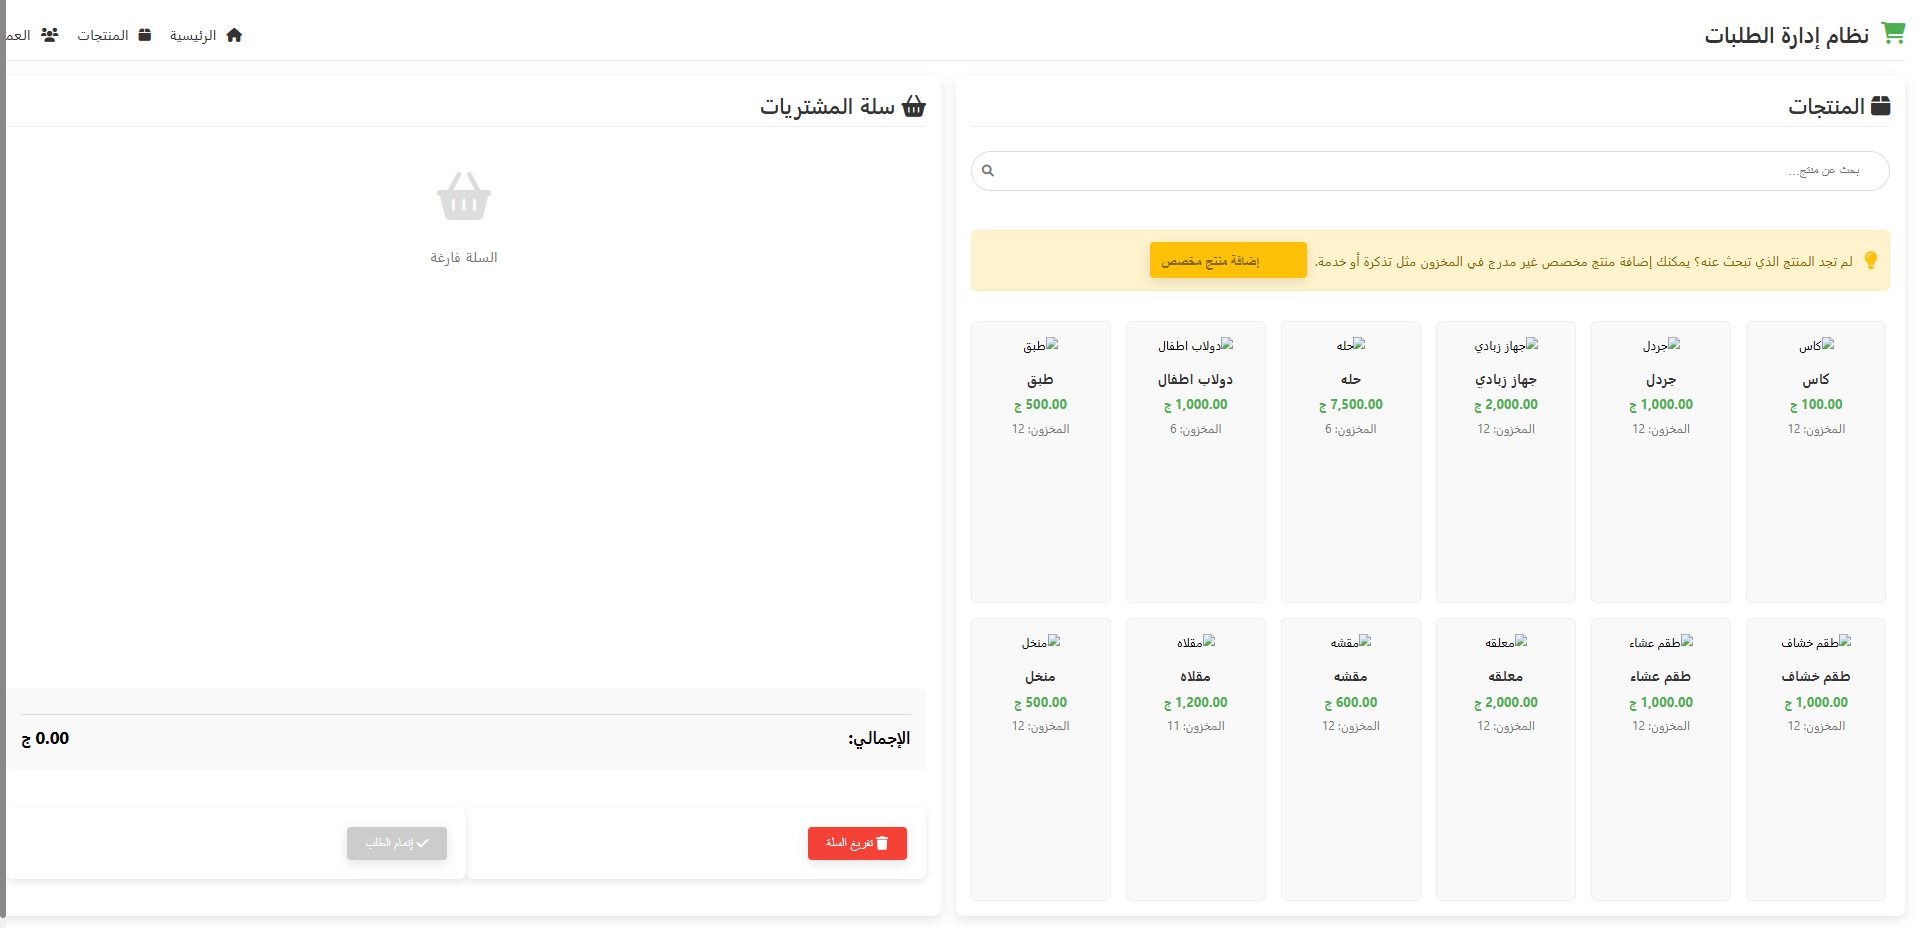 نظام إدارة الطلبات
الرئيسية
المنتجات
العم
المنتجات
بحث عن منتج...
لم تجد المنتج الذي تبحث عنه؟ يمكنك إضافة منتج مخصص غير مدرج في المخزون مثل تذكرة أو خدمة.
إضافة منتج مخصص
كاس
كاس
100.00 ج
المخزون: 12
جردل
جردل
1,000.00 ج
المخزون: 12
جهاز زبادي
جهاز زبادي
2,000.00 ج
المخزون: 12
حله
حله
7,500.00 ج
المخزون: 6
دولاب اطفال
دولاب اطفال
1,000.00 ج
المخزون: 6
طبق
طبق
500.00 ج
المخزون: 12
طقم خشاف
طقم خشاف
1,000.00 ج
المخزون: 12
طقم عشاء
طقم عشاء
1,000.00 ج
المخزون: 12
معلقه
معلقه
2,000.00 ج
المخزون: 12
مقشه
مقشه
600.00 ج
المخزون: 12
مقلاه
مقلاه
1,200.00 ج
المخزون: 11
منخل
منخل
500.00 ج
المخزون: 12
سلة المشتريات
السلة فارغة
الإجمالي:
0.00 ج
تفريغ السلة
إتمام الطلب